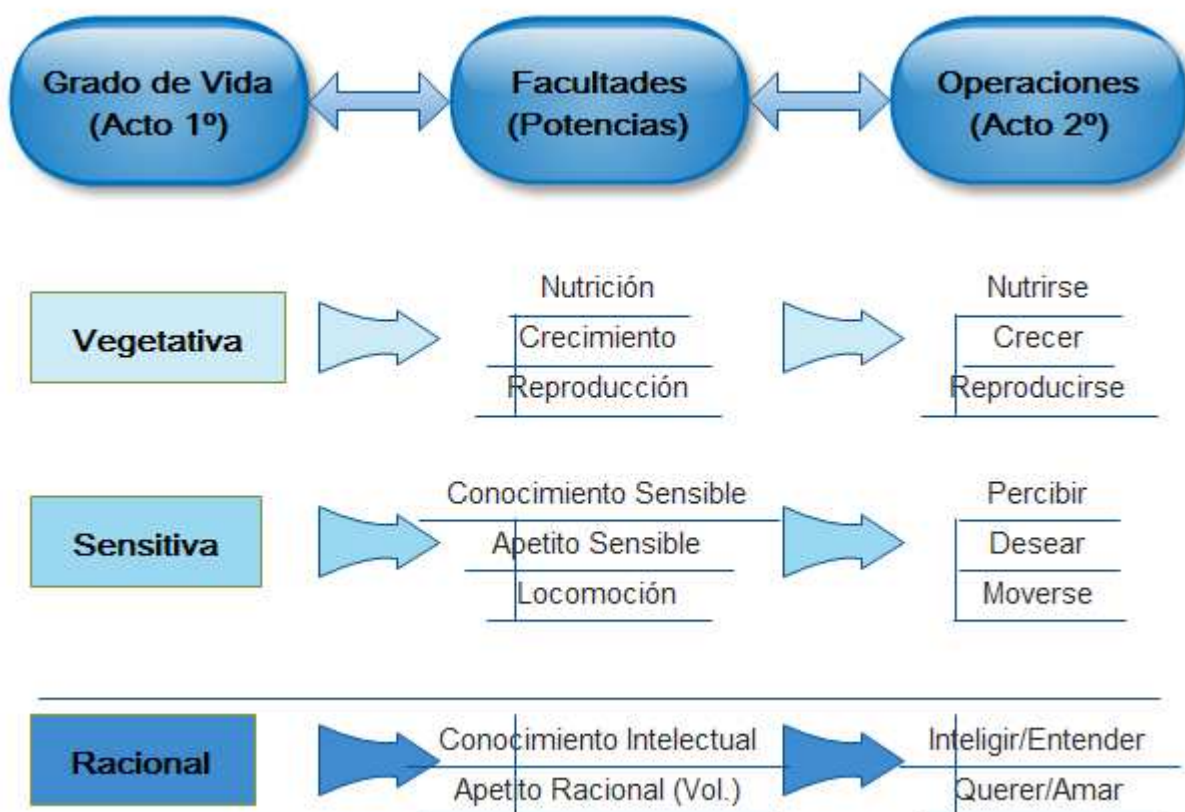 Grado de Vida
(Acto 1º)
Facultades
(Potencias)
Operaciones
(Acto 2º)
Vegetativa
Nutrición
Crecimiento
Reproducción
Nutrirse
Crecer
Reproducirse
Sensitiva
Conocimiento Sensible
Apetito Sensible
Locomoción
Percibir
Desear
Moverse
Racional
Conocimiento Intelectual
Apetito Racional (Vol.)
Inteligir/Entender
Querer/Amar